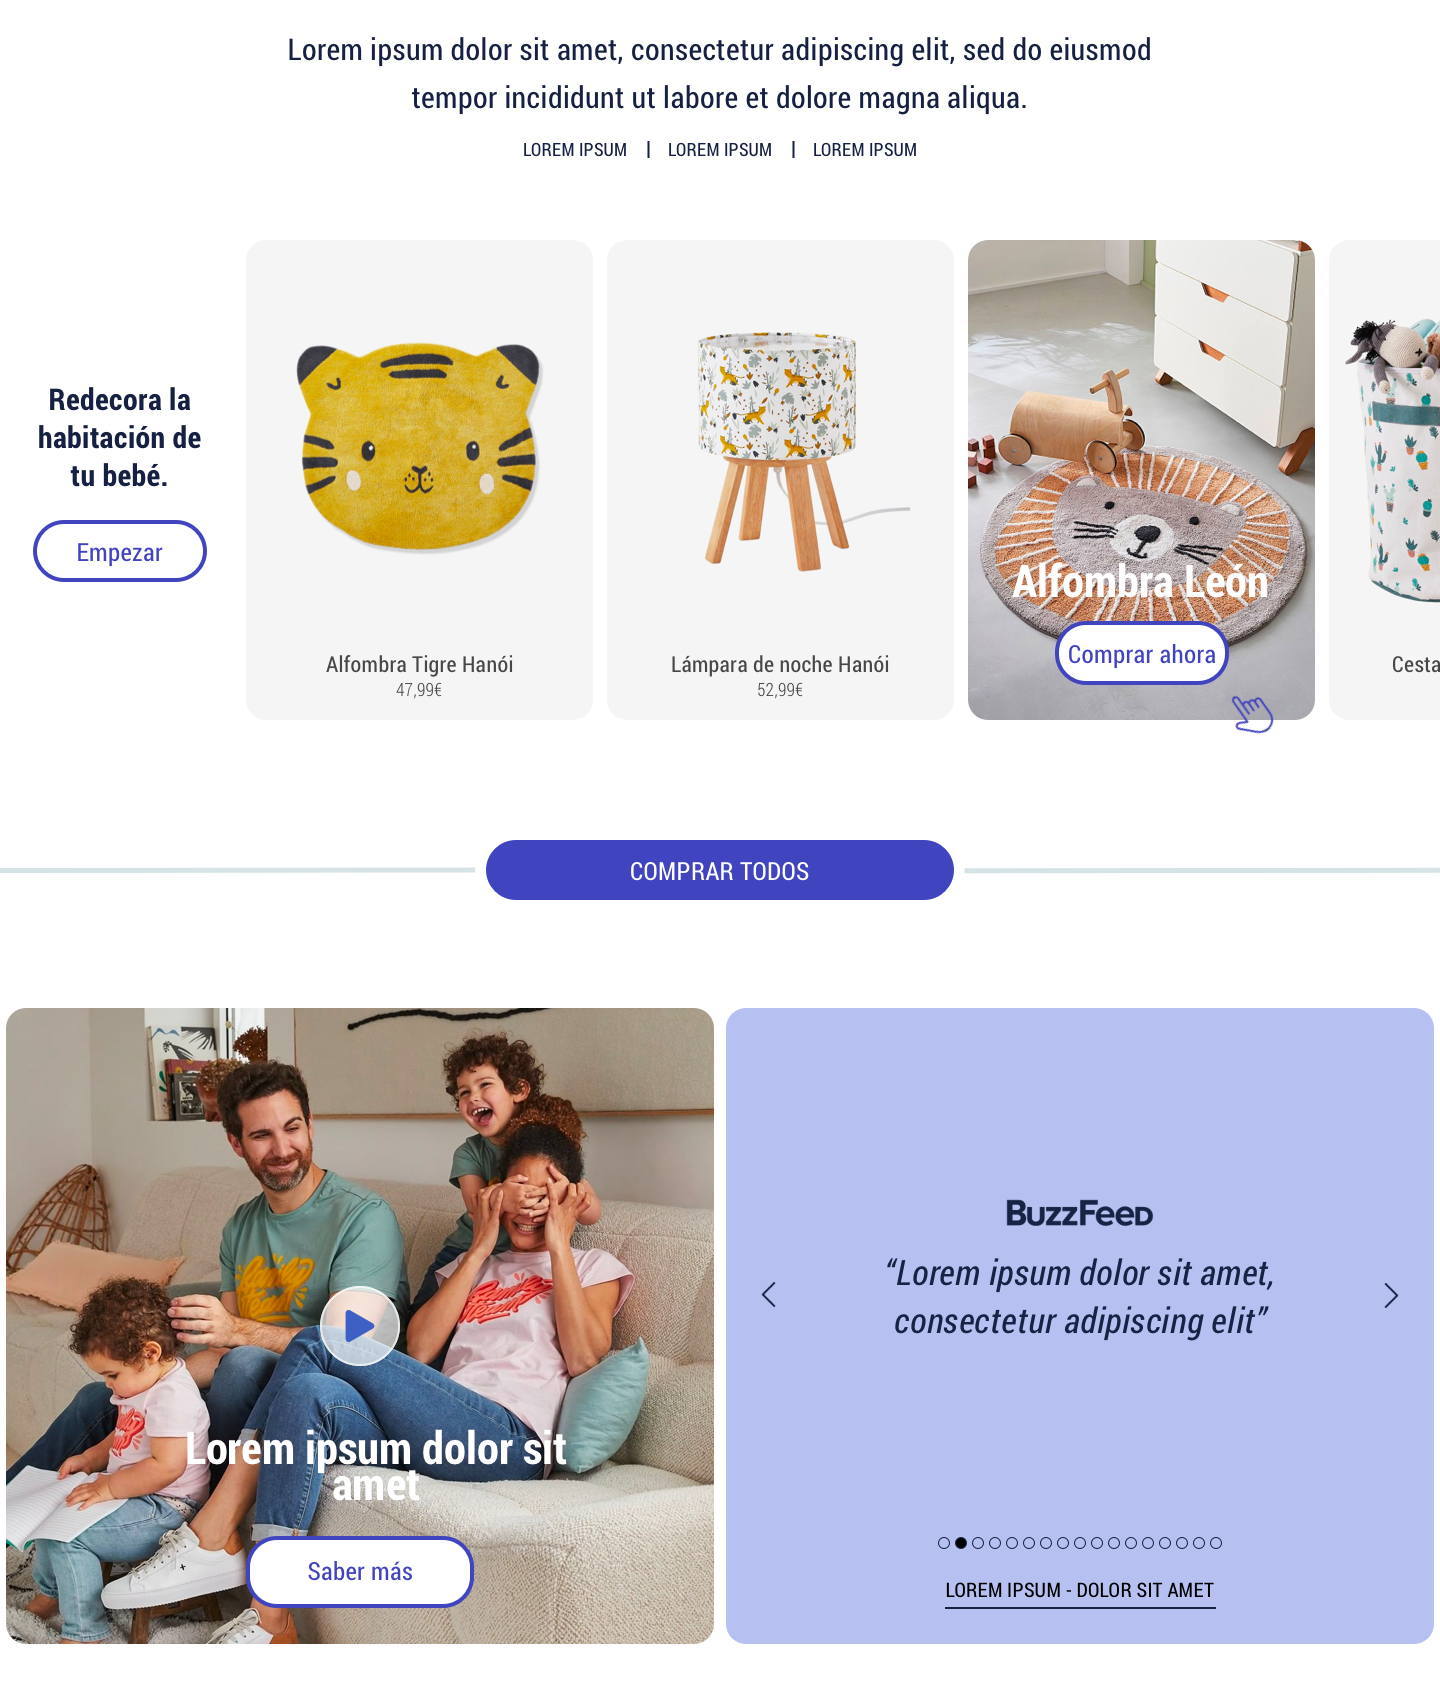 Lorem ipsum dolor sit amet, consectetur adipiscing elit, sed do eiusmod
tempor incididunt ut labore et dolore magna aliqua.
LOREM IPSUM | LOREM IPSUM | LOREM IPSUM
Redecora la
habitación de
tu bebé.
Empezar
Alfombra Tigre Hanói
47,99€
Lámpara de noche Hanói
52,99€
Alfombra León
Comprar ahora
Cesta
COMPRAR TODOS
Lorem ipsum dolor sit
amet
Saber más
BuzzFeed
“Lorem ipsum dolor sit amet,
consectetur adipiscing elit”
LOREM IPSUM - DOLOR SIT AMET